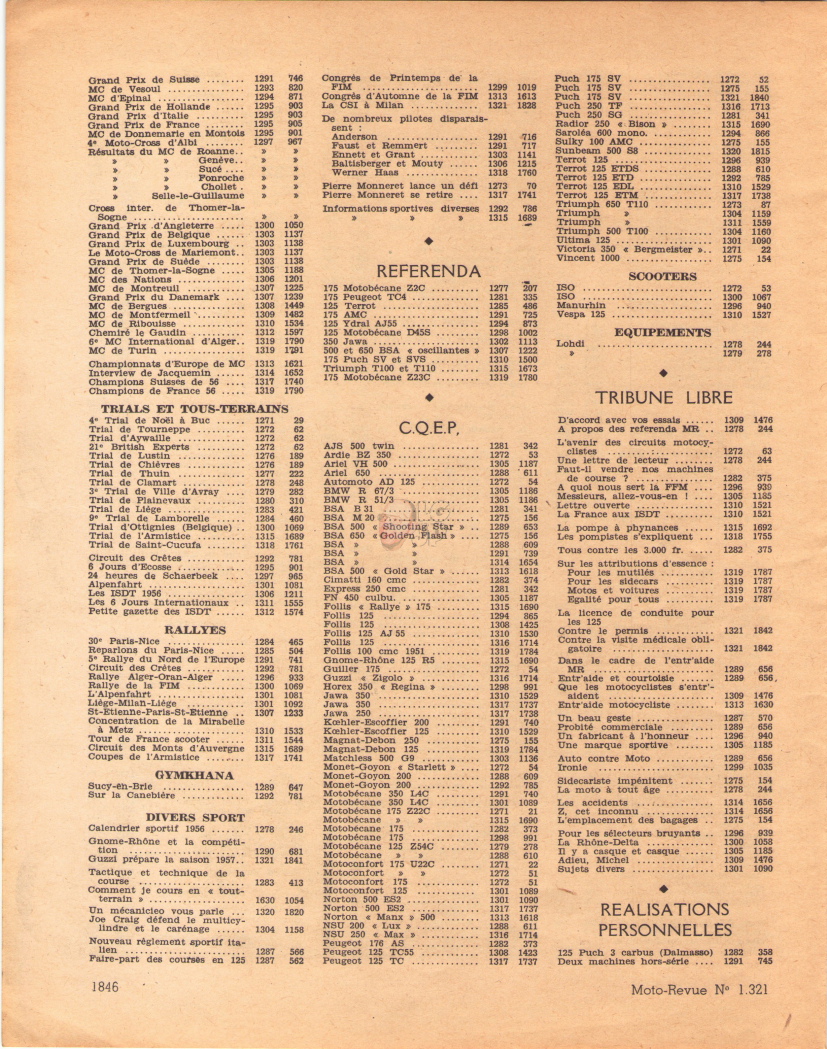 Grand Prix de Suisse ........ 1291 746
MC de Vesoul ................ 1293 820
MC d'Epinal ................. 1294 871
Grand Prix de Hollande ...... 1295 903
Grand Prix d'Italie ......... 1295 903
Grand Prix de France ........ 1295 905
MC de Donnemarie en Montois 1295 901
4e Moto-Cross d'Albi ........ 1297 967
Résultats du MC de Roanne.. » »
» » Genève.. » »
» » Sucé .... » »
» » Fonroche » »
» » Chollet . » »
» Selle-le-Guillaume » »
Cross inter. de Thomer-la-
Sogne ..................... » »
Grand Prix d'Angleterre ..... 1300 1050
Grand Prix de Belgique ...... 1303 1137
Grand Prix de Luxembourg .. 1303 1138
Le Moto-Cross de Mariemont.. 1303 1137
Grand Prix de Suède ........ 1303 1138
MC de Thomer-la-Sogne ..... 1305 1188
MC des Nations .............. 1306 1201
MC de Montreuil ............ 1307 1225
Grand Prix du Danemark .... 1307 1239
MC de Bergues .............. 1308 1449
MC de Montfermeil .......... 1309 1482
MC de Ribouisse ............. 1310 1534
Chemiré le Gaudin .......... 1312 1597
6e MC International d'Alger.. 1319 1790
MC de Turin ................. 1319 1791
Championnats d'Europe de MC 1313 1621
Interview de Jacquemin ...... 1314 1652
Champions Suisses de 56 .... 1317 1740
Champions de France 56 ..... 1319 1790
TRIALS ET TOUS-TERRAINS
4e Trial de Noël à Buc ...... 1271 29
Trial de Tourneppe .......... 1272 62
Trial d'Aywaille ............. 1272 62
21e British Experts .......... 1272 62
Trial de Lustin .............. 1276 189
Trial de Chièvres ............ 1276 189
Trial de Thuin ............... 1277 222
Trial de Clamart ............ 1278 248
3e Trial de Ville d'Avray .... 1279 282
Trial de Plainevaux ......... 1280 310
Trial de Liège ............... 1283 421
9e Trial de Lamborelle ...... 1284 460
Trial d'Ottignies (Belgique) .. 1300 1069
Trial de l'Armistice ......... 1315 1689
Trial de Saint-Cucufa ....... 1318 1761
Circuit des Crêtes ........... 1292 781
6 Jours d'Ecosse ............. 1295 901
24 heures de Schaerbeek .... 1297 965
Alpenfahrt ................... 1301 1081
Les ISDT 1956 ............... 1306 1211
Les 6 Jours Internationaux .. 1311 1555
Petite gazette des ISDT ..... 1312 1574
RALLYES
30e Paris-Nice ............... 1284 465
Reparlons du Paris-Nice ..... 1285 504
5e Rallye du Nord de l'Europe 1291 741
Circuit des Crêtes ........... 1292 781
Rallye Alger-Oran-Alger ..... 1296 933
Rallye de la FIM ............ 1300 1069
L'Alpenfahrt ................. 1301 1081
Liége-Milan-Liége ........... 1301 1092
St-Etienne-Paris-St-Etienne .. 1307 1233
Concentration de la Mirabelle
à Metz .................... 1310 1533
Tour de France scooter ...... 1311 1544
Circuit des Monts d'Auvergne 1315 1689
Coupes de l'Armistice ........ 1317 1741
GYMKHANA
Sucy-en-Brie ................. 1289 647
Sur la Canebière ............ 1292 781
DIVERS SPORT
Calendrier sportif 1956 ....... 1278 246
Gnome-Rhône et la compéti-
tion ....................... 1290 681
Guzzi prépare la saison 1957.. 1321 1841
Tactique et technique de la
course ..................... 1283 413
Comment je cours en « tout-
terrain » .................. 1630 1054
Un mécanicieo vous parle ... 1320 1820
Joe Craig défend le multicy-
lindre et le carénage ...... 1304 1158
Nouveau règlement sportif ita-
lien ........................ 1287 566
Faire-part des courses en 125 1287 562
Congrés de Printemps de la
FIM ....................... 1299 1019
Congrès d'Automne de la FIM 1313 1613
La CSI à Milan .............. 1321 1828
De nombreux pilotes disparais-
sent :
Anderson .................. 1291 716
Faust et Remmert ......... 1291 717
Ennett et Grant ........... 1303 1141
Baltisberger et Mouty ...... 1306 1215
Werner Haas .............. 1318 1760
Pierre Monneret lance un défi 1273 70
Pierre Monneret se retire .... 1317 1741
Informations sportives diverses 1292 786
» » » 1315 1689
REFERENDA
175 Motobécane Z2C .......... 1277 207
175 Peugeot TC4 .............. 1281 335
125 Terrot .................... 1285 486
175 AMC ..................... 1291 725
125 Ydral AJ55 ............... 1294 873
125 Motobécane D45S ......... 1298 1002
350 Jawa ..................... 1302 1113
500 et 650 BSA « oscillantes » 1307 1222
175 Puch SV et SVS .......... 1310 1500
Triumph T100 et T110 ........ 1315 1673
175 Motobécane Z23C ......... 1319 1780
C.Q.E.P.
AJS 500 twin ................ 1281 342
Ardie BZ 350 ................ 1272 53
Ariel VH 500 ................ 1305 1187
Ariel 650 .................... 1288 611
Automoto AD 125 ............ 1272 54
BMW R 67/3 ................ 1305 1186
BMW R 51/3 ................ 1305 1186
BSA B 31 .................... 1281 341
BSA M 20 ................... 1275 156
BSA 500 « Shooting Star » .. 1289 653
BSA 650 « Golden Flash » ... 1275 156
BSA » » 1288 609
BSA » » 1291 739
BSA » » 1314 1654
BSA 500 « Gold Star » ...... 1313 1618
Cimatti 160 cmc ............. 1282 374
Express 250 cmc ............. 1281 342
FN 450 culbu. ................ 1305 1187
Follis « Rallye » 175 ......... 1315 1690
Follis 125 .................... 1294 865
Follis 125 .................... 1308 1425
Follis 125 AJ 55 .............. 1310 1530
Follis 125 .................... 1316 1714
Follis 100 cmc 1951 .......... 1319 1784
Gnome-Rhône 125 R5 ........ 1315 1690
Guiller 175 ................... 1272 54
Guzzi « Zigolo » ............. 1316 1714
Horex 350 « Regina » ....... 1298 991
Jawa 350 ..................... 1310 1529
Jawa 350 ..................... 1317 1737
Jawa 250 ..................... 1317 1738
Kœhler-Escoffier 200 ........ 1291 740
Kœhler-Escoffier 125 ........ 1310 1529
Magnat-Debon 250 ........... 1275 155
Magnat-Debon 125 ........... 1319 1784
Matchless 500 G9 ............ 1303 1136
Monet-Goyon « Starlett » .... 1272 54
Monet-Goyon 200 ............ 1288 609
Monet-Goyon 200 ............ 1292 785
Motobécane 350 L4C ......... 1291 740
Motobécane 350 L4C ......... 1301 1089
Motobécane 175 Z22C ........ 1271 21
Motobécane » » ......... 1315 1690
Motobécane 175 .............. 1282 373
Motobécane 175 .............. 1298 991
Motobécane 125 Z54C ........ 1279 278
Motobécane » » ......... 1288 610
Motoconfort 175 U22C ....... 1271 22
Motoconfort » » ........ 1272 51
Motoconfort 175 ............. 1272 51
Motoconfort 125 ............. 1301 1089
Norton 500 ES2 .............. 1301 1090
Norton 500 ES2 .............. 1317 1737
Norton « Manx » 500 ........ 1313 1618
NSU 200 « Lux » ............. 1288 611
NSU 250 « Max » ............ 1316 1714
Peugeot 176 AS .............. 1282 373
Peugeot 125 TC55 ............ 1308 1423
Peugeot 125 TC .............. 1317 1737
Puch 175 SV ................. 1272 52
Puch 175 SV ................. 1275 155
Puch 175 SV ................. 1321 1840
Puch 250 TF ................. 1316 1713
Puch 250 SG ................. 1281 341
Radior 250 « Bison » ........ 1315 1690
Saroléa 600 mono. ........... 1294 866
Sulky 100 AMC .............. 1275 155
Sunbeam 500 S8 ............. 1320 1815
Terrot 125 ................... 1296 939
Terrot 125 ETDS ............. 1288 610
Terrot 125 ETD .............. 1292 785
Terrot 125 EDL .............. 1310 1529
Terrot 125 ETM .............. 1317 1738
Triumph 650 T110 ........... 1273 87
Triumph » ............ 1304 1159
Triumph » ............ 1311 1559
Triumph 500 T100 ........... 1304 1160
Ultima 125 ................... 1301 1090
Victoria 350 « Bergmeister ».. 1271 22
Vincent 1000 ................. 1275 154
SCOOTERS
ISO ........................... 1272 53
ISO ........................... 1300 1067
Manurhin .................... 1296 940
Vespa 125 .................... 1310 1527
EQUIPEMENTS
Lohdi ........................ 1278 244
» ........................ 1279 278
TRIBUNE LIBRE
D'accord avec vos essais ...... 1309 1476
A propos des referenda MR .. 1278 244
L'avenir des circuits motocy-
clistes ..................... 1272 63
Une lettre de lecteur ........ 1278 244
Faut-il vendre nos machines
de course ? ................ 1282 375
A quoi nous sert la FFM .... 1296 939
Messieurs, allez-vous-en ! .... 1305 1185
Lettre ouverte ............... 1310 1521
La France aux ISDT ......... 1310 1521
La pompe à phynances ...... 1315 1692
Les pompistes s'expliquent ... 1318 1755
Tous contre les 3.000 fr. ..... 1282 375
Sur les attributions d'essence :
Pour les mutilés ........... 1319 1787
Pour les sidecars .......... 1319 1787
Motos et voitures .......... 1319 1787
Egalité pour tous .......... 1319 1787
La licence de conduite pour
les 125
Contre le permis ............. 1321 1842
Contre la visite médicale obli-
gatoire .................... 1321 1842
Dans le cadre de l'entr'aide
MR ........................ 1289 656
Entr'aide et courtoisie ....... 1289 656
Que les motocyclistes s'entr'-
aident ..................... 1309 1476
Entr'aide motocycliste ........ 1313 1630
Un beau geste ................ 1287 570
Probité commerciale ......... 1289 656
Un fabricant à l'honneur .... 1296 940
Une marque sportive ......... 1305 1185
Auto contre Moto ............ 1289 656
Ironie ........................ 1299 1035
Sidecariste impénitent ....... 1275 154
La moto à tout âge .......... 1278 244
Les accidents ................. 1314 1656
Z, cet inconnu ................ 1314 1656
L'emplacement des bagages .. 1275 154
Pour les sélecteurs bruyants .. 1296 939
La Rhône-Delta .............. 1300 1058
Il y a casque et casque ...... 1305 1185
Adieu, Michel ................ 1309 1476
Sujets divers ................. 1301 1090
REALISATIONS
PERSONNELLES
125 Puch 3 carbus (Dalmasso) 1282 358
Deux machines hors-série .... 1291 745
1846
Moto-Revue No 1.321